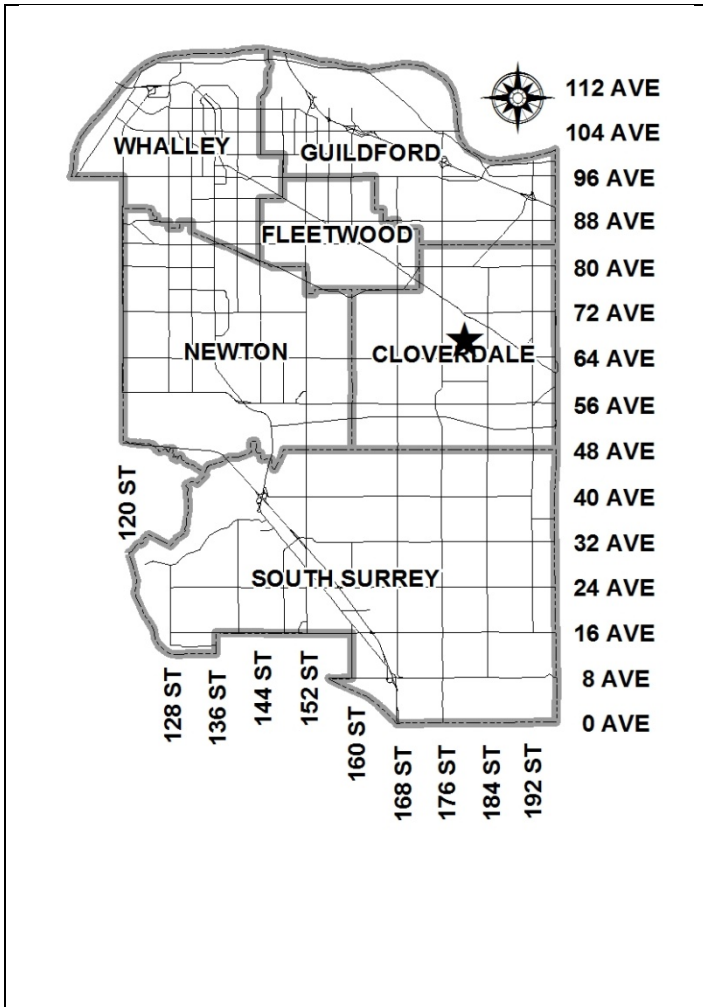 112 AVE
104 AVE
WHALLEY
GUILDFORD
96 AVE
88 AVE
FLEETWOOD
80 AVE
72 AVE
NEWTON
CLOVERDALE
64 AVE
56 AVE
48 AVE
120 ST
40 AVE
32 AVE
SOUTH SURREY
24 AVE
16 AVE
8 AVE
0 AVE
128 ST
136 ST
144 ST
152 ST
160 ST
168 ST
176 ST
184 ST
192 ST